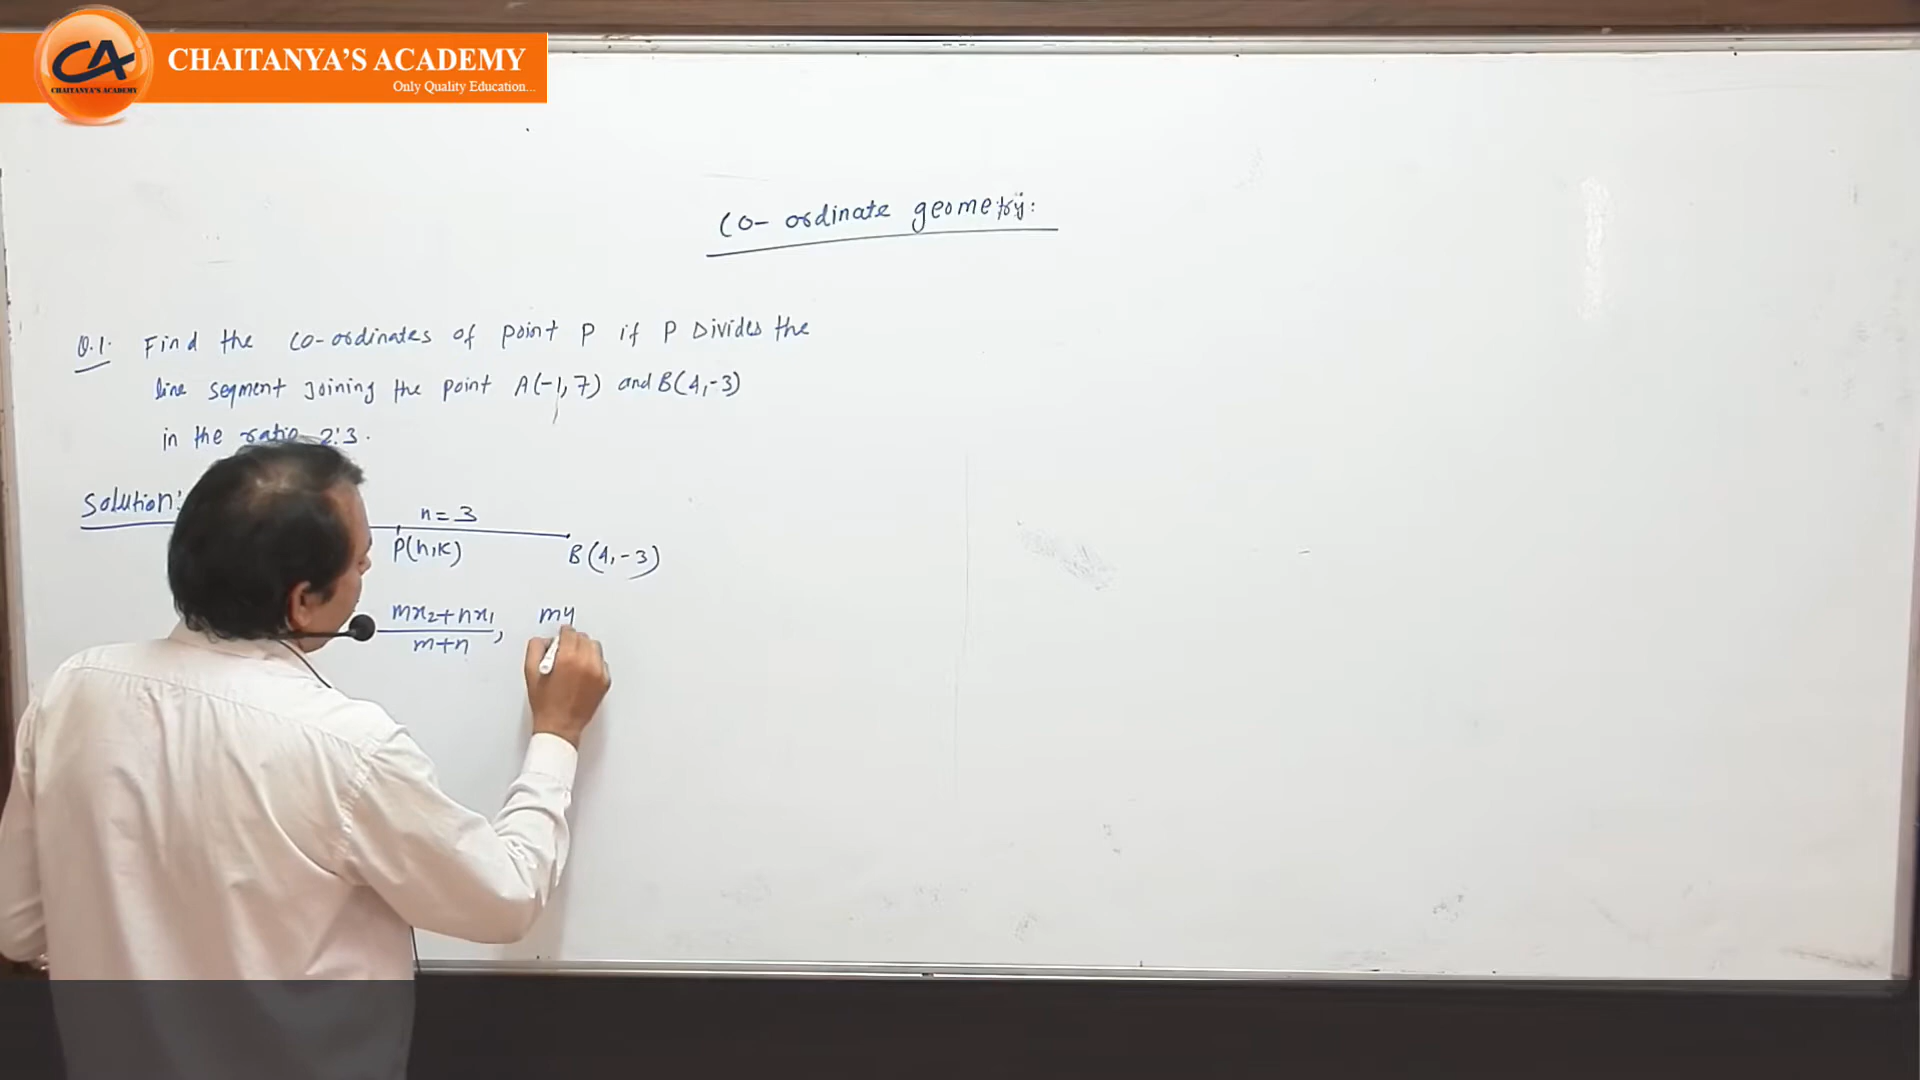 CHAITANYA'S ACADEMY
Only Quality Education...
CA
CHAITANYA'S ACADEMY
Co-ordinate geometry:
Q.1. Find the co-ordinates of point P if P Divides the
line segment Joining the point A(-1,7) and B(4,-3)
in the ratio 2:3.
Solution:
n=3
P(h,k)
B(4,-3)
mx₂+nx₁
m+n , my